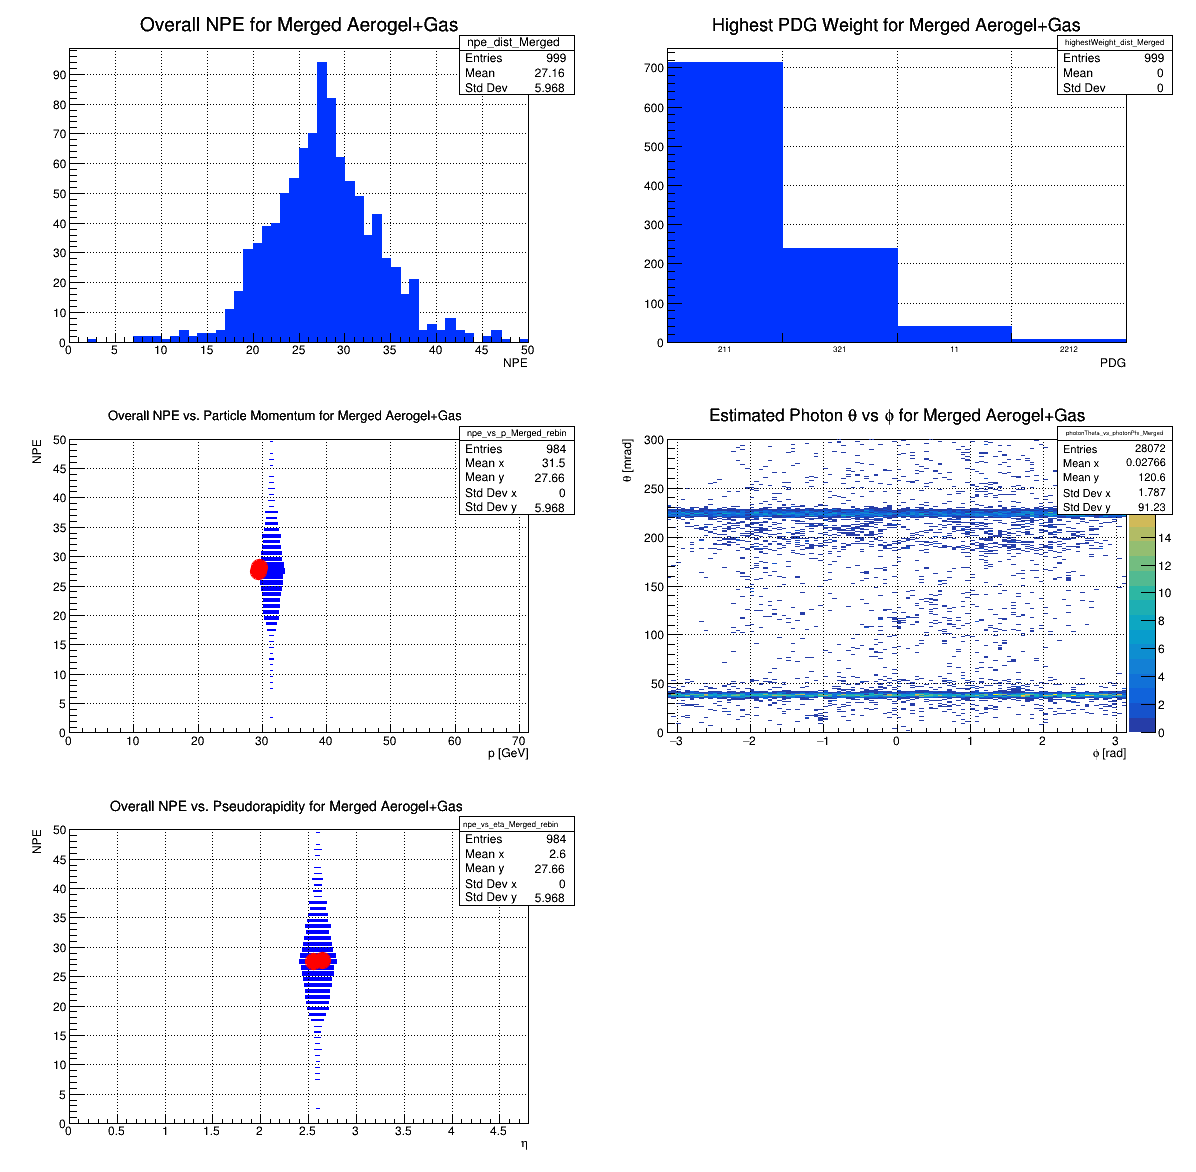 Overall NPE for Merged Aerogel+Gas
npe_dist_Merged
Entries 999
Mean 27.16
Std Dev 5.968
90
80
70
60
50
40
30
20
10
0
0 5 10 15 20 25 30 35 40 45 50
NPE
Highest PDG Weight for Merged Aerogel+Gas
highestWeight_dist_Merged
Entries 999
Mean 0
Std Dev 0
700
600
500
400
300
200
100
0
211 321 11 2212
PDG
Overall NPE vs. Particle Momentum for Merged Aerogel+Gas
npe_vs_p_Merged_rebin
Entries 984
Mean x 31.5
Mean y 27.66
Std Dev x 0
Std Dev y 5.968
NPE
50
45
40
35
30
25
20
15
10
5
0
0 10 20 30 40 50 60 70
p [GeV]
Estimated Photon θ vs ϕ for Merged Aerogel+Gas
photonTheta_vs_photonPhi_Merged
Entries 28072
Mean x 0.02766
Mean y 120.6
Std Dev x 1.787
Std Dev y 91.23
θ [mrad]
300
250
200
150
100
50
0
−3 −2 −1 0 1 2 3
ϕ [rad]
14
12
10
8
6
4
2
0
Overall NPE vs. Pseudorapidity for Merged Aerogel+Gas
npe_vs_eta_Merged_rebin
Entries 984
Mean x 2.6
Mean y 27.66
Std Dev x 0
Std Dev y 5.968
NPE
50
45
40
35
30
25
20
15
10
5
0
0 0.5 1 1.5 2 2.5 3 3.5 4 4.5
η